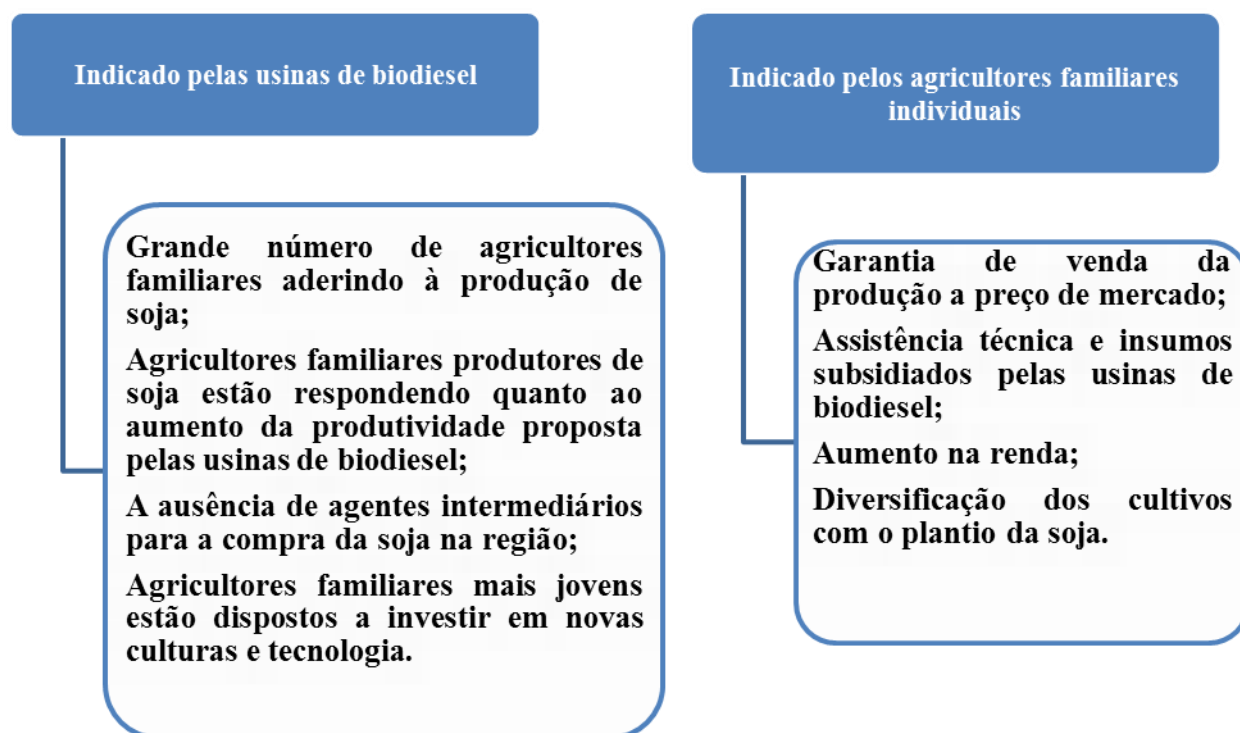 Indicado pelas usinas de biodiesel
Grande número de agricultores
familiares aderindo à produção de
soja;
Agricultores familiares produtores de
soja estão respondendo quanto ao
aumento da produtividade proposta
pelas usinas de biodiesel;
A ausência de agentes intermediários
para a compra da soja na região;
Agricultores familiares mais jovens
estão dispostos a investir em novas
culturas e tecnologia.
Indicado pelos agricultores familiares
individuais
Garantia de venda da
produção a preço de mercado;
Assistência técnica e insumos
subsidiados pelas usinas de
biodiesel;
Aumento na renda;
Diversificação dos cultivos
com o plantio da soja.